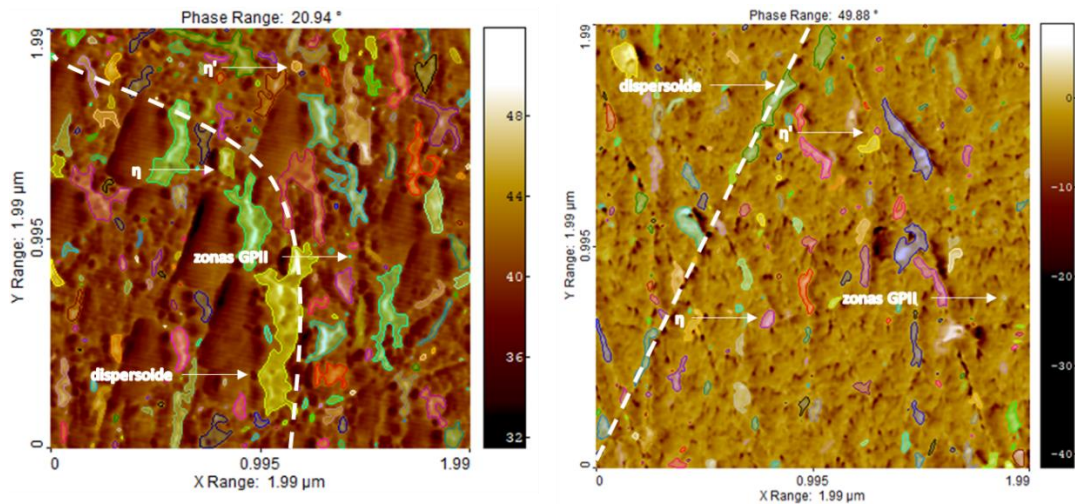 Phase Range: 20.94 °
1.99
Y Range: 1.99 µm
0.995
0
0
0.995
1.99
X Range: 1.99 µm
48
44
40
36
32
η'
η
zonas GPII
dispersoide
Phase Range: 49.88 °
1.99
Y Range: 1.99 µm
0.995
0
0
0.995
1.99
X Range: 1.99 µm
0
-10
-20
-30
-40
dispersoide
η'
zonas GPII
η